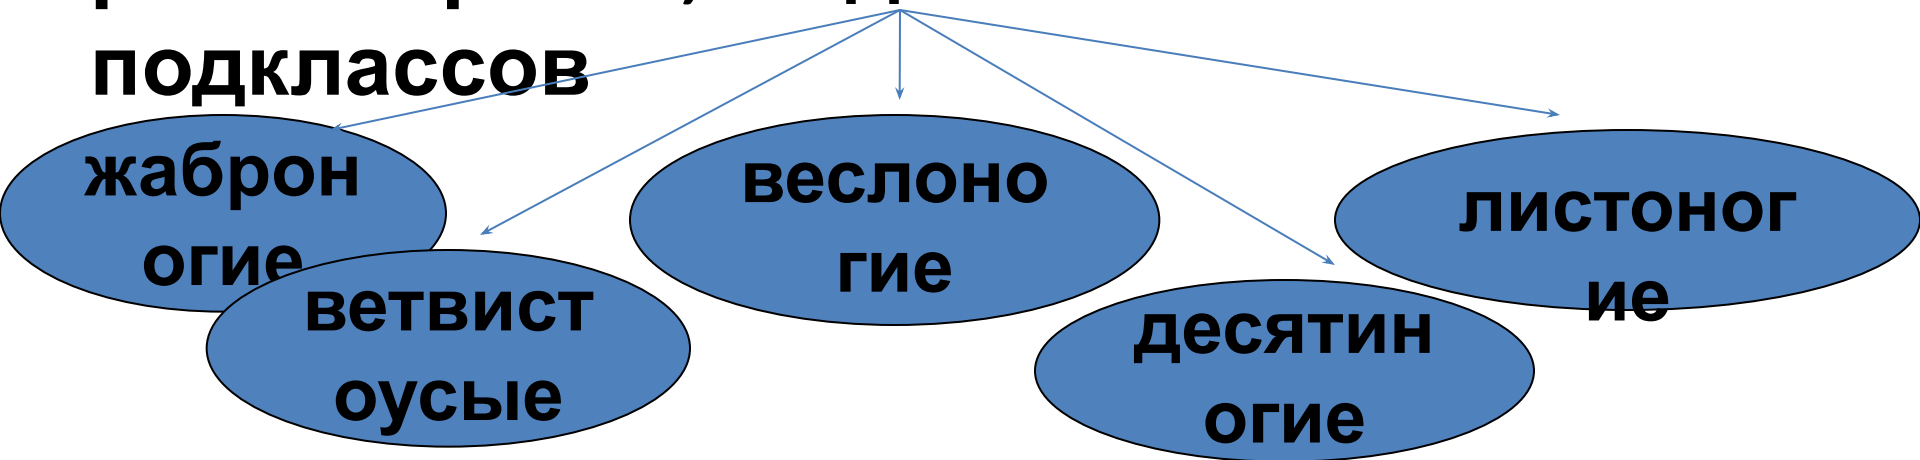 подклассов
жаброн
огие
ветвист
оусые
веслоно
гие
десятин
огие
листоног
ие